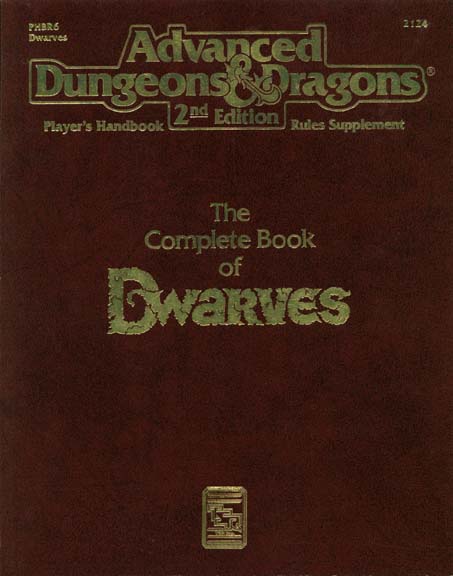 PHBR6
Dwarves
2124
Advanced
Dungeons & Dragons®
2nd Edition
Player's Handbook
Rules Supplement
The
Complete Book
of
Dwarves
TSR